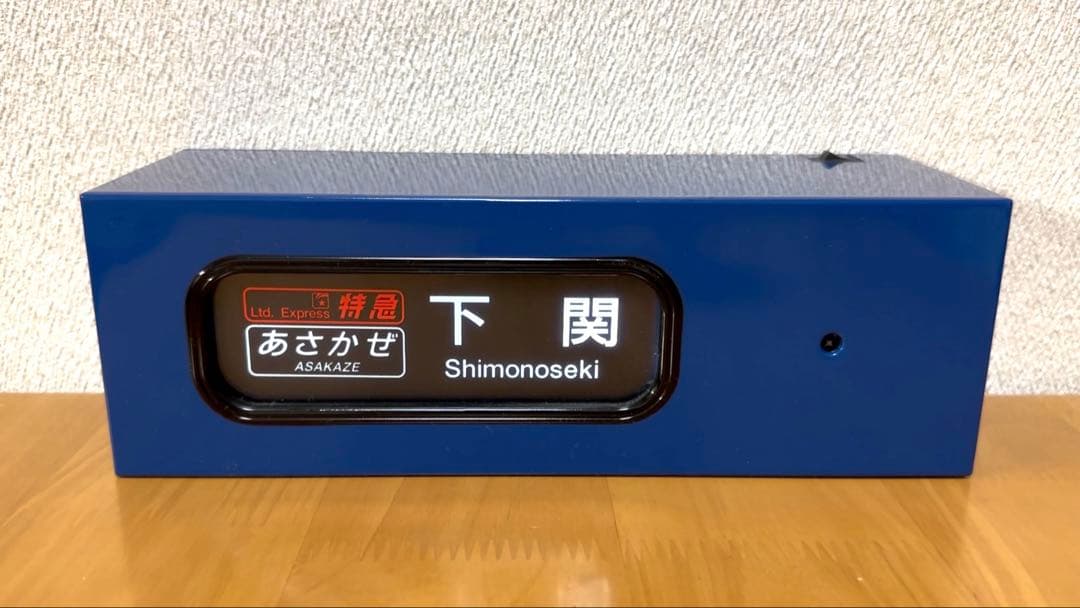 Ltd. Express 特急
あさかぜ
ASAKAZE
下 関
Shimonoseki